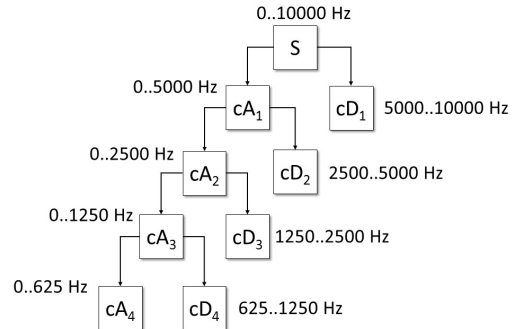 0..10000 Hz
S
0..5000 Hz
cA₁
cD₁ 5000..10000 Hz
0..2500 Hz
cA₂
cD₂ 2500..5000 Hz
0..1250 Hz
cA₃
cD₃ 1250..2500 Hz
0..625 Hz
cA₄
cD₄ 625..1250 Hz